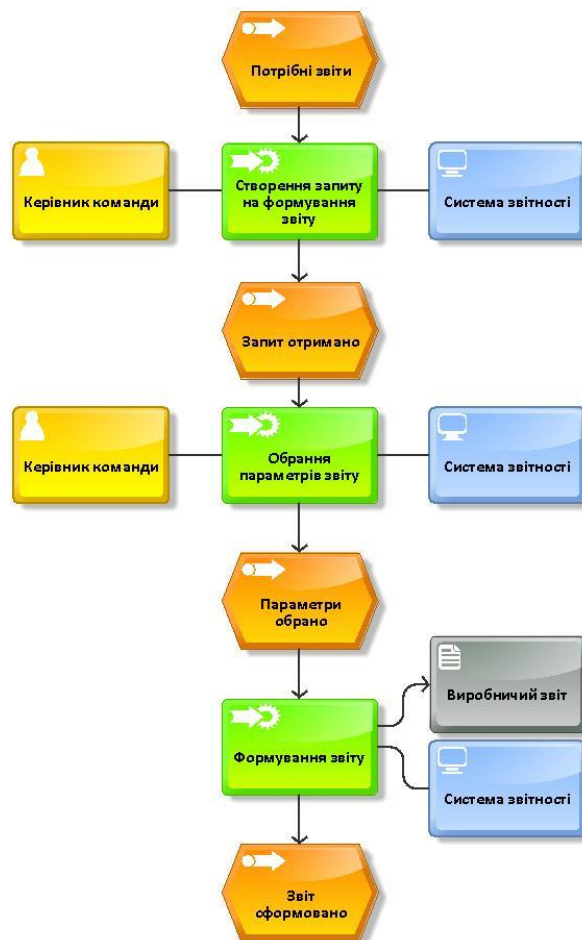 Потрібні звіти
Керівник команди
Створення запиту
на формування
звіту
Система звітності
Запит отримано
Керівник команди
Обрання
параметрів звіту
Система звітності
Параметри
обрано
Виробничий звіт
Формування звіту
Система звітності
Звіт
сформовано